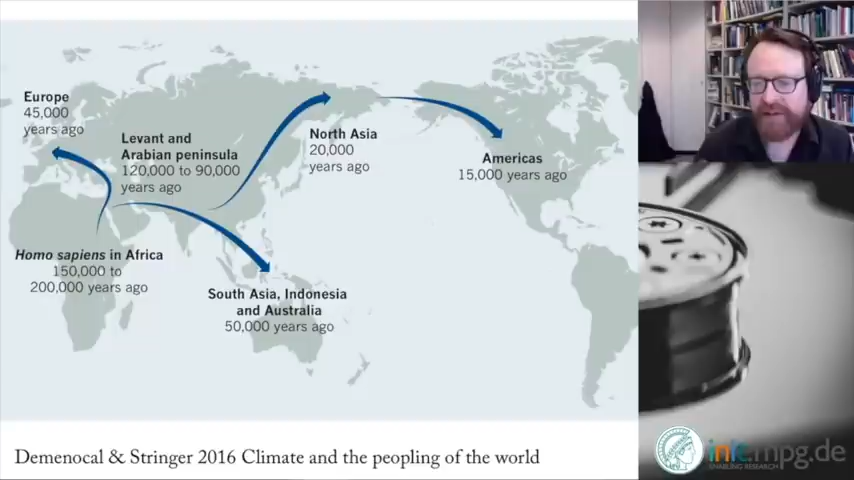 Europe
45,000
years ago
Levant and
Arabian peninsula
120,000 to 90,000
years ago
North Asia
20,000
years ago
Americas
15,000 years ago
Homo sapiens in Africa
150,000 to
200,000 years ago
South Asia, Indonesia
and Australia
50,000 years ago
Demenocal & Stringer 2016 Climate and the peopling of the world
init.mpg.de
ENABLING RESEARCH